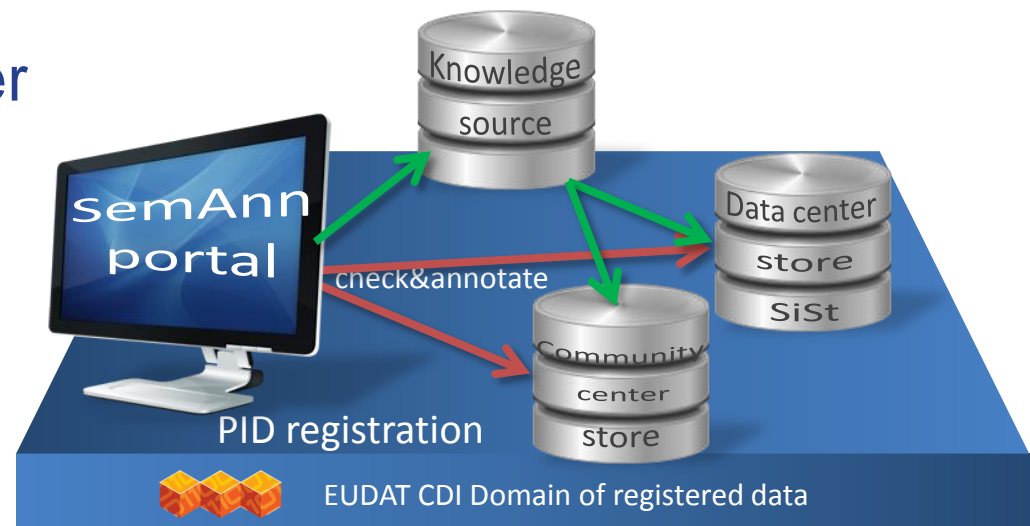 er
Knowledge
source
SemAnn
portal
Data center
store
SiSt
check&annotate
Community
center
store
PID registration
EUDAT CDI Domain of registered data